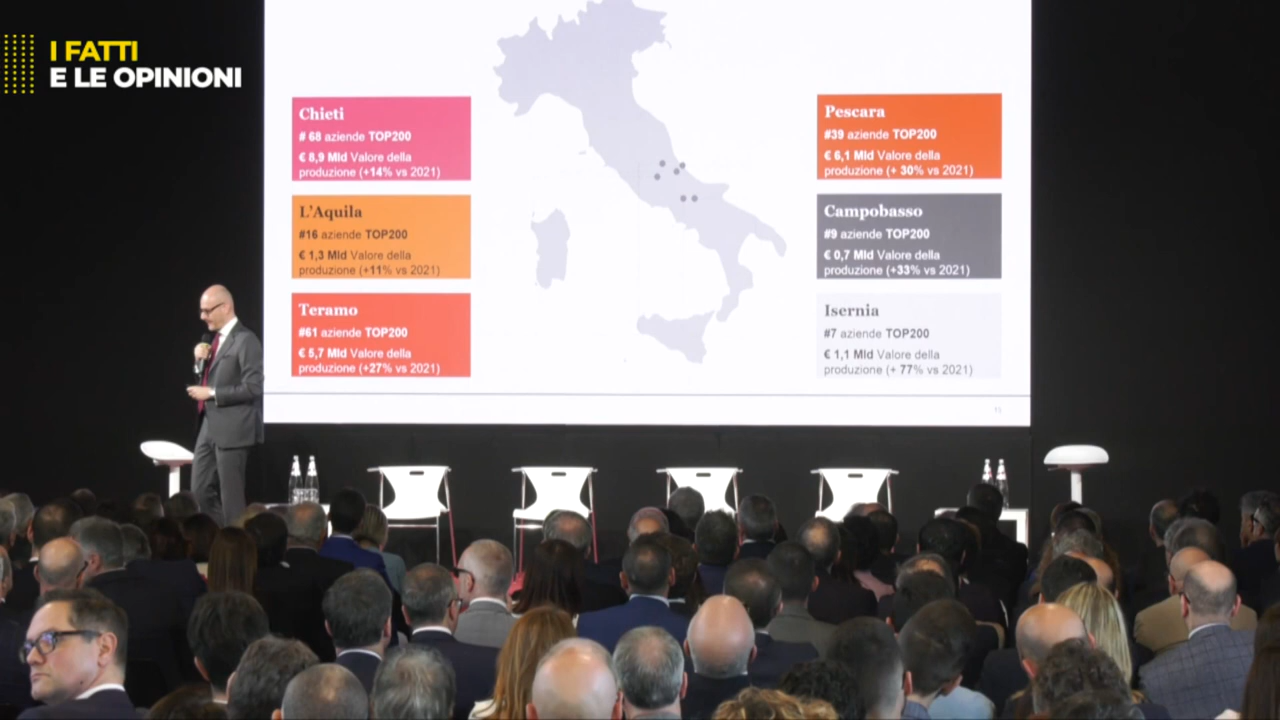 I FATTI
E LE OPINIONI
Chieti
# 68 aziende TOP200
€ 8,9 Mld Valore della
produzione (+14% vs 2021)
L'Aquila
#16 aziende TOP200
€ 1,3 Mld Valore della
produzione (+11% vs 2021)
Teramo
#61 aziende TOP200
€ 5,7 Mld Valore della
produzione (+27% vs 2021)
Pescara
#39 aziende TOP200
€ 6,1 Mld Valore della
produzione (+ 30% vs 2021)
Campobasso
#9 aziende TOP200
€ 0,7 Mld Valore della
produzione (+33% vs 2021)
Isernia
#7 aziende TOP200
€ 1,1 Mld Valore della
produzione (+ 77% vs 2021)